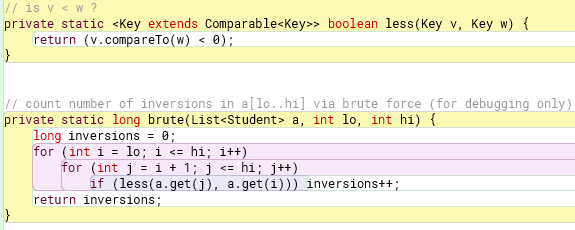 // is v < w ?
private static <Key extends Comparable<Key>> boolean less(Key v, Key w) {
    return (v.compareTo(w) < 0);
}
// count number of inversions in a[lo..hi] via brute force (for debugging only)
private static long brute(List<Student> a, int lo, int hi) {
    long inversions = 0;
    for (int i = lo; i <= hi; i++)
        for (int j = i + 1; j <= hi; j++)
            if (less(a.get(j), a.get(i))) inversions++;
    return inversions;
}